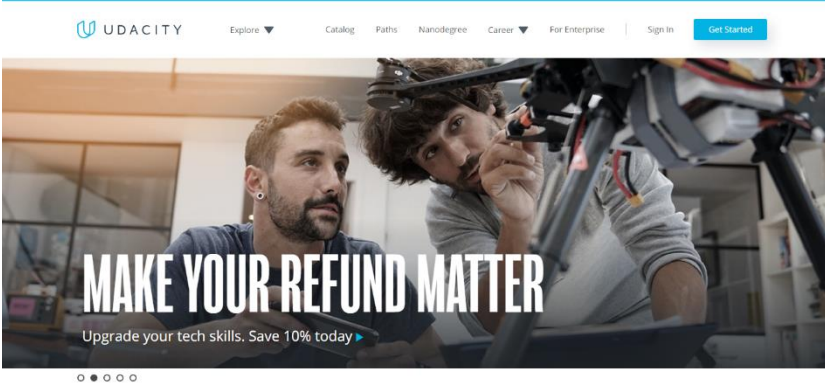 UDACITY
Explore
Catalog
Paths
Nanodegree
Career
For Enterprise
Sign In
Get Started
MAKE YOUR REFUND MATTER
Upgrade your tech skills. Save 10% today